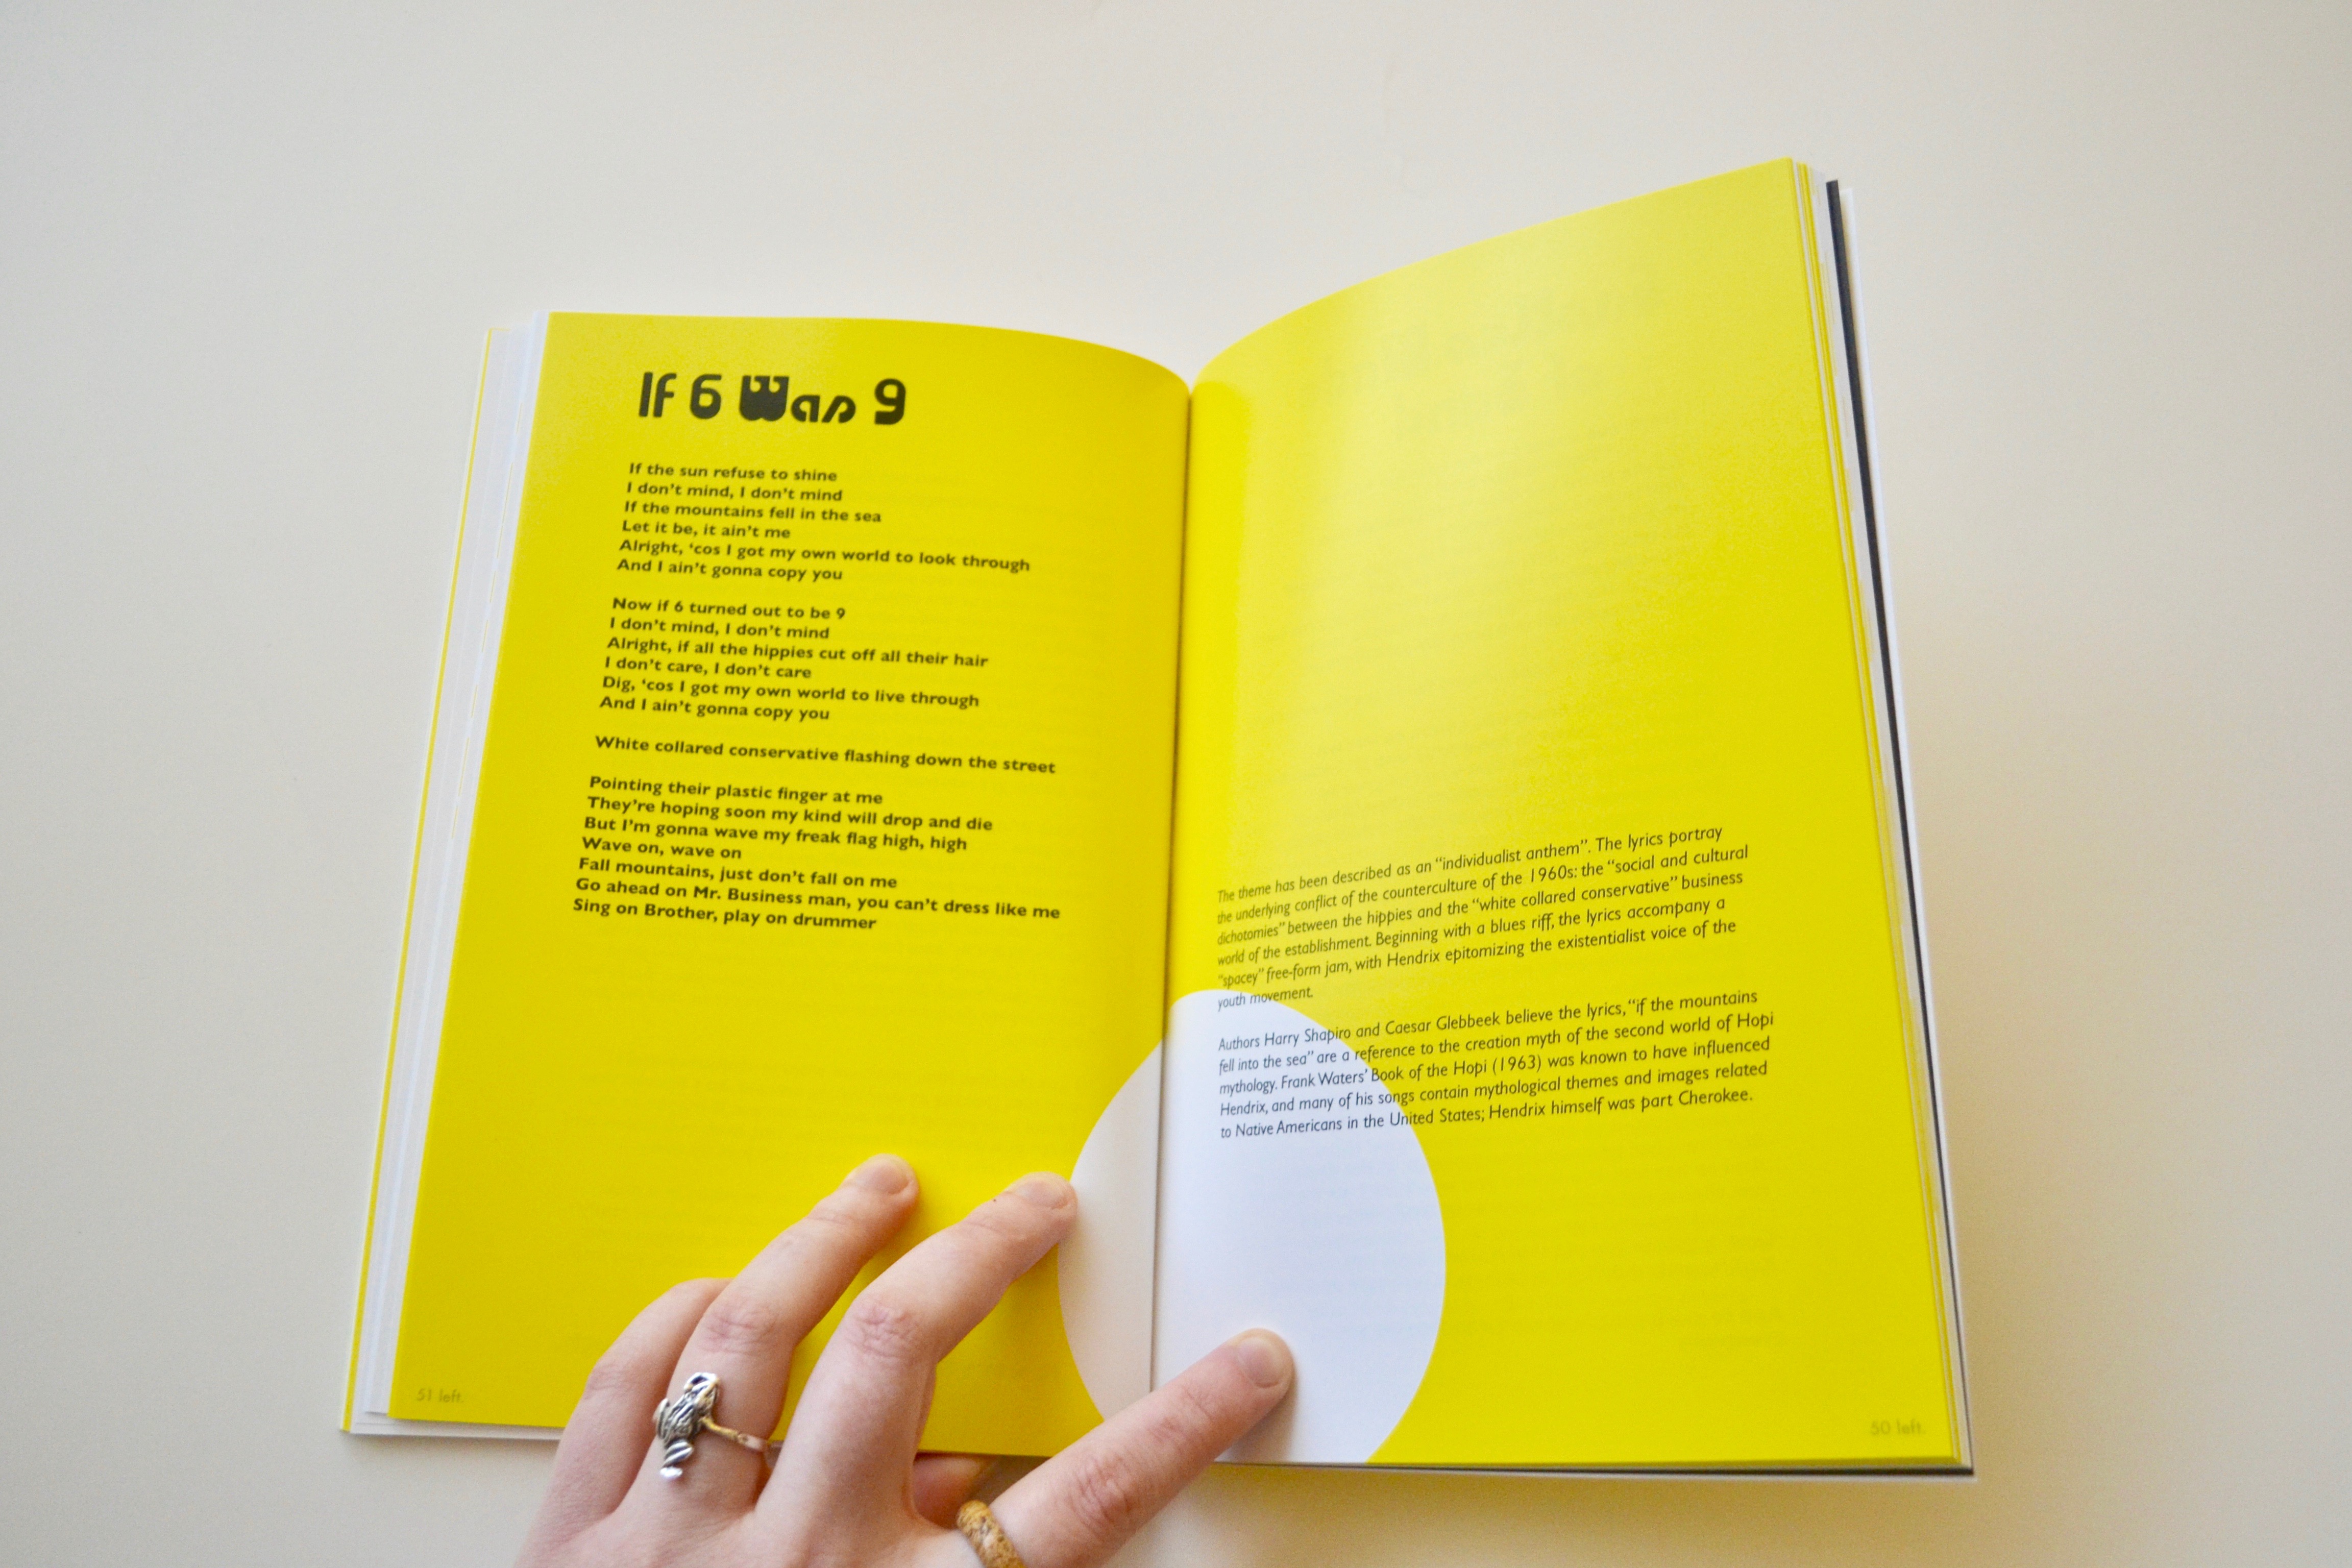 If 6 Was 9
If the sun refuse to shine
I don't mind, I don't mind
If the mountains fell in the sea
Let it be, it ain't me
Alright, ‘cos I got my own world to look through
And I ain't gonna copy you
Now if 6 turned out to be 9
I don't mind, I don't mind
Alright, if all the hippies cut off all their hair
I don't care, I don't care
Dig, ‘cos I got my own world to live through
And I ain't gonna copy you
White collared conservative flashing down the street
Pointing their plastic finger at me
They're hoping soon my kind will drop and die
But I'm gonna wave my freak flag high, high
Wave on, wave on
Fall mountains, just don't fall on me
Go ahead on Mr. Business man, you can't dress like me
Sing on Brother, play on drummer
51 left.
The theme has been described as an “individualist anthem”. The lyrics portray
the underlying conflict of the counterculture of the 1960s: the “social and cultural
dichotomies” between the hippies and the “white collared conservative” business
world of the establishment. Beginning with a blues riff, the lyrics accompany a
“spacey” free-form jam, with Hendrix epitomizing the existentialist voice of the
youth movement.
Authors Harry Shapiro and Caesar Glebbeek believe the lyrics, “if the mountains
fell into the sea” are a reference to the creation myth of the second world of Hopi
mythology. Frank Waters’ Book of the Hopi (1963) was known to have influenced
Hendrix, and many of his songs contain mythological themes and images related
to Native Americans in the United States; Hendrix himself was part Cherokee.
50 left.